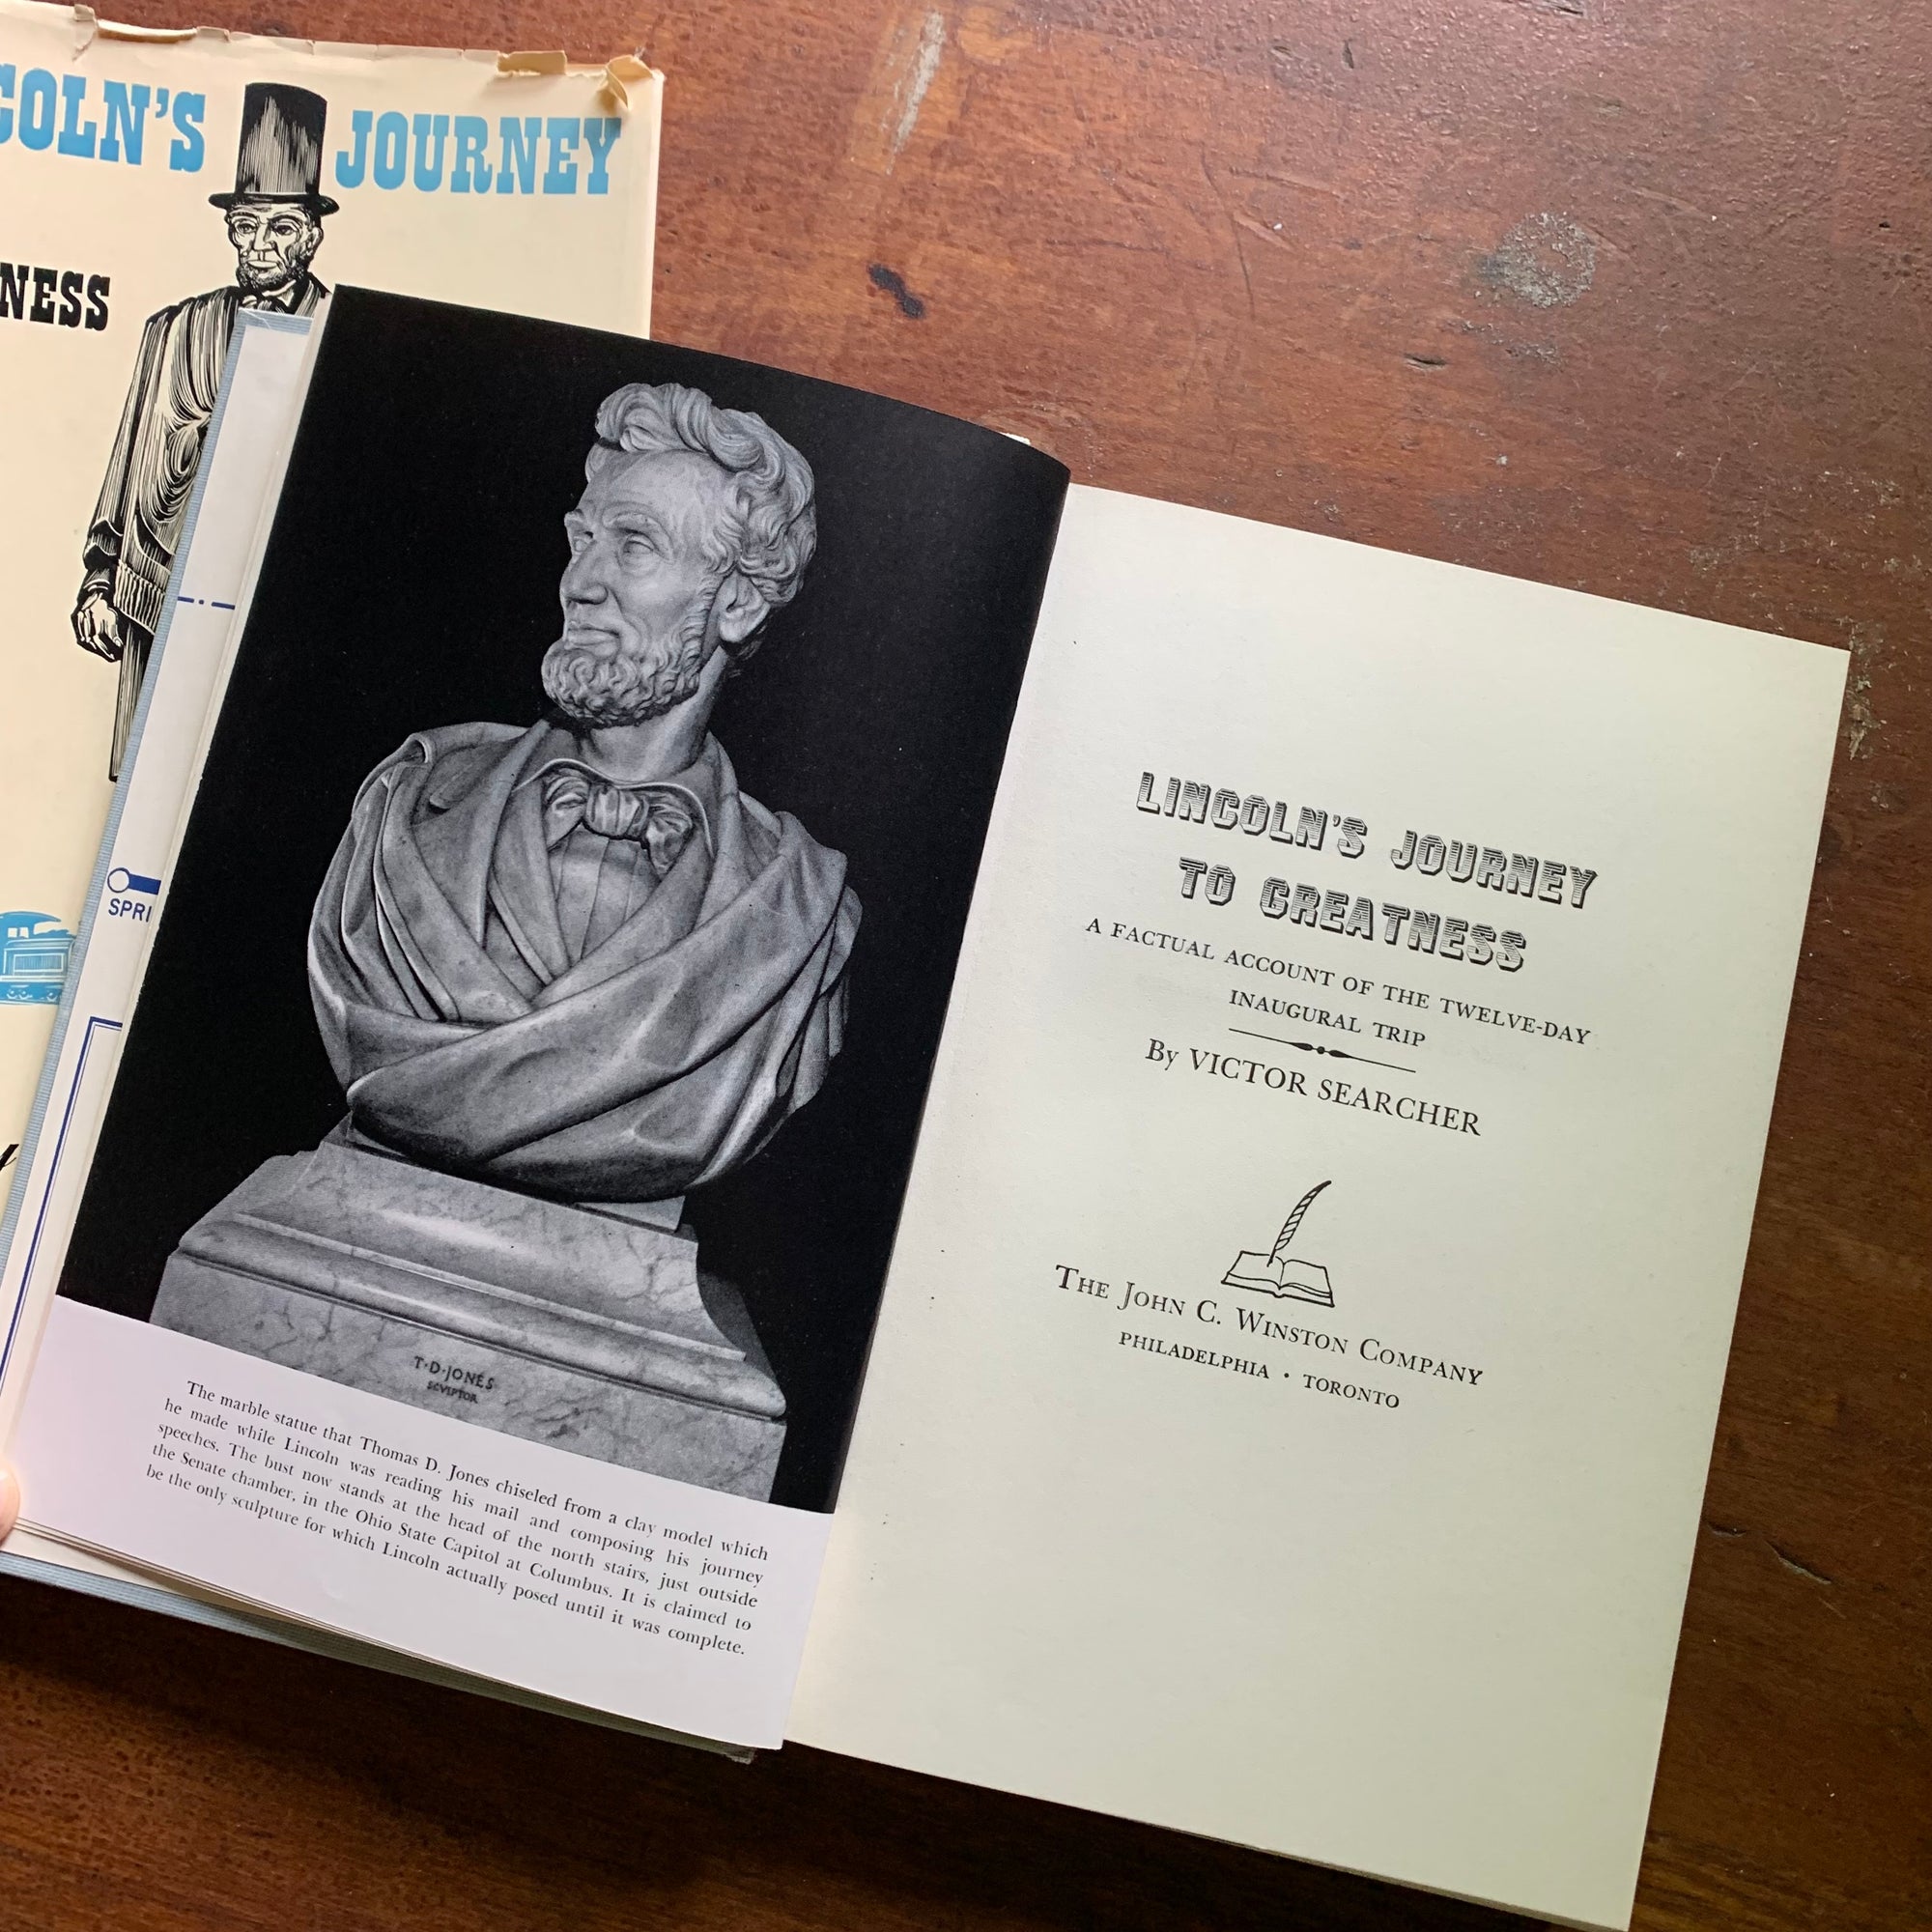 COLN'S JOURNEY
NESS
SPRI
T·D·JONES
SCVLPTOR
The marble statue that Thomas D. Jones chiseled from a clay model which
he made while Lincoln was reading his mail and composing his journey
speeches. The bust now stands at the head of the north stairs, just outside
the Senate chamber, in the Ohio State Capitol at Columbus. It is claimed to
be the only sculpture for which Lincoln actually posed until it was complete.
LINCOLN'S JOURNEY
TO GREATNESS
A FACTUAL ACCOUNT OF THE TWELVE-DAY
INAUGURAL TRIP
By VICTOR SEARCHER
THE JOHN C. WINSTON COMPANY
PHILADELPHIA · TORONTO